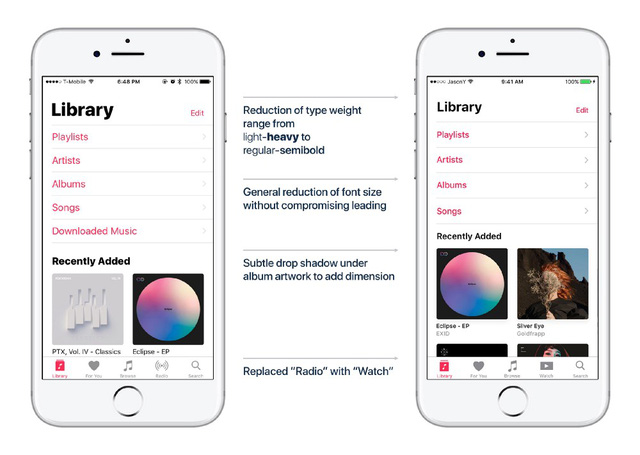 ●●●●○ T-Mobile 6:48 PM 100%
Library
Edit
Playlists
Artists
Albums
Songs
Downloaded Music
Recently Added
PTX, Vol. IV - Classics
Eclipse - EP
Library For You Browse Radio Search
Reduction of type weight
range from
light-heavy to
regular-semibold
General reduction of font size
without compromising leading
Subtle drop shadow under
album artwork to add dimension
Replaced “Radio” with “Watch”
●●○○○ JasonY 9:41 AM 100%
Library
Edit
Playlists
Artists
Albums
Songs
Recently Added
Eclipse - EP
EXID
Silver Eye
Goldfrapp
Library For You Browse Watch Search